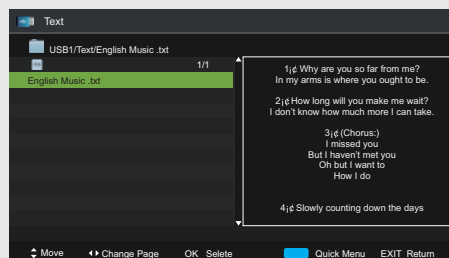 Text
USB1/Text/English Music .txt
1/1
English Music .txt
1¡¢ Why are you so far from me?
In my arms is where you ought to be.
2¡¢ How long will you make me wait?
I don't know how much more I can take.
3¡¢ (Chorus:)
I missed you
But I haven't met you
Oh but I want to
How I do
4¡¢ Slowly counting down the days
Move Change Page OK Selete Quick Menu EXIT Return